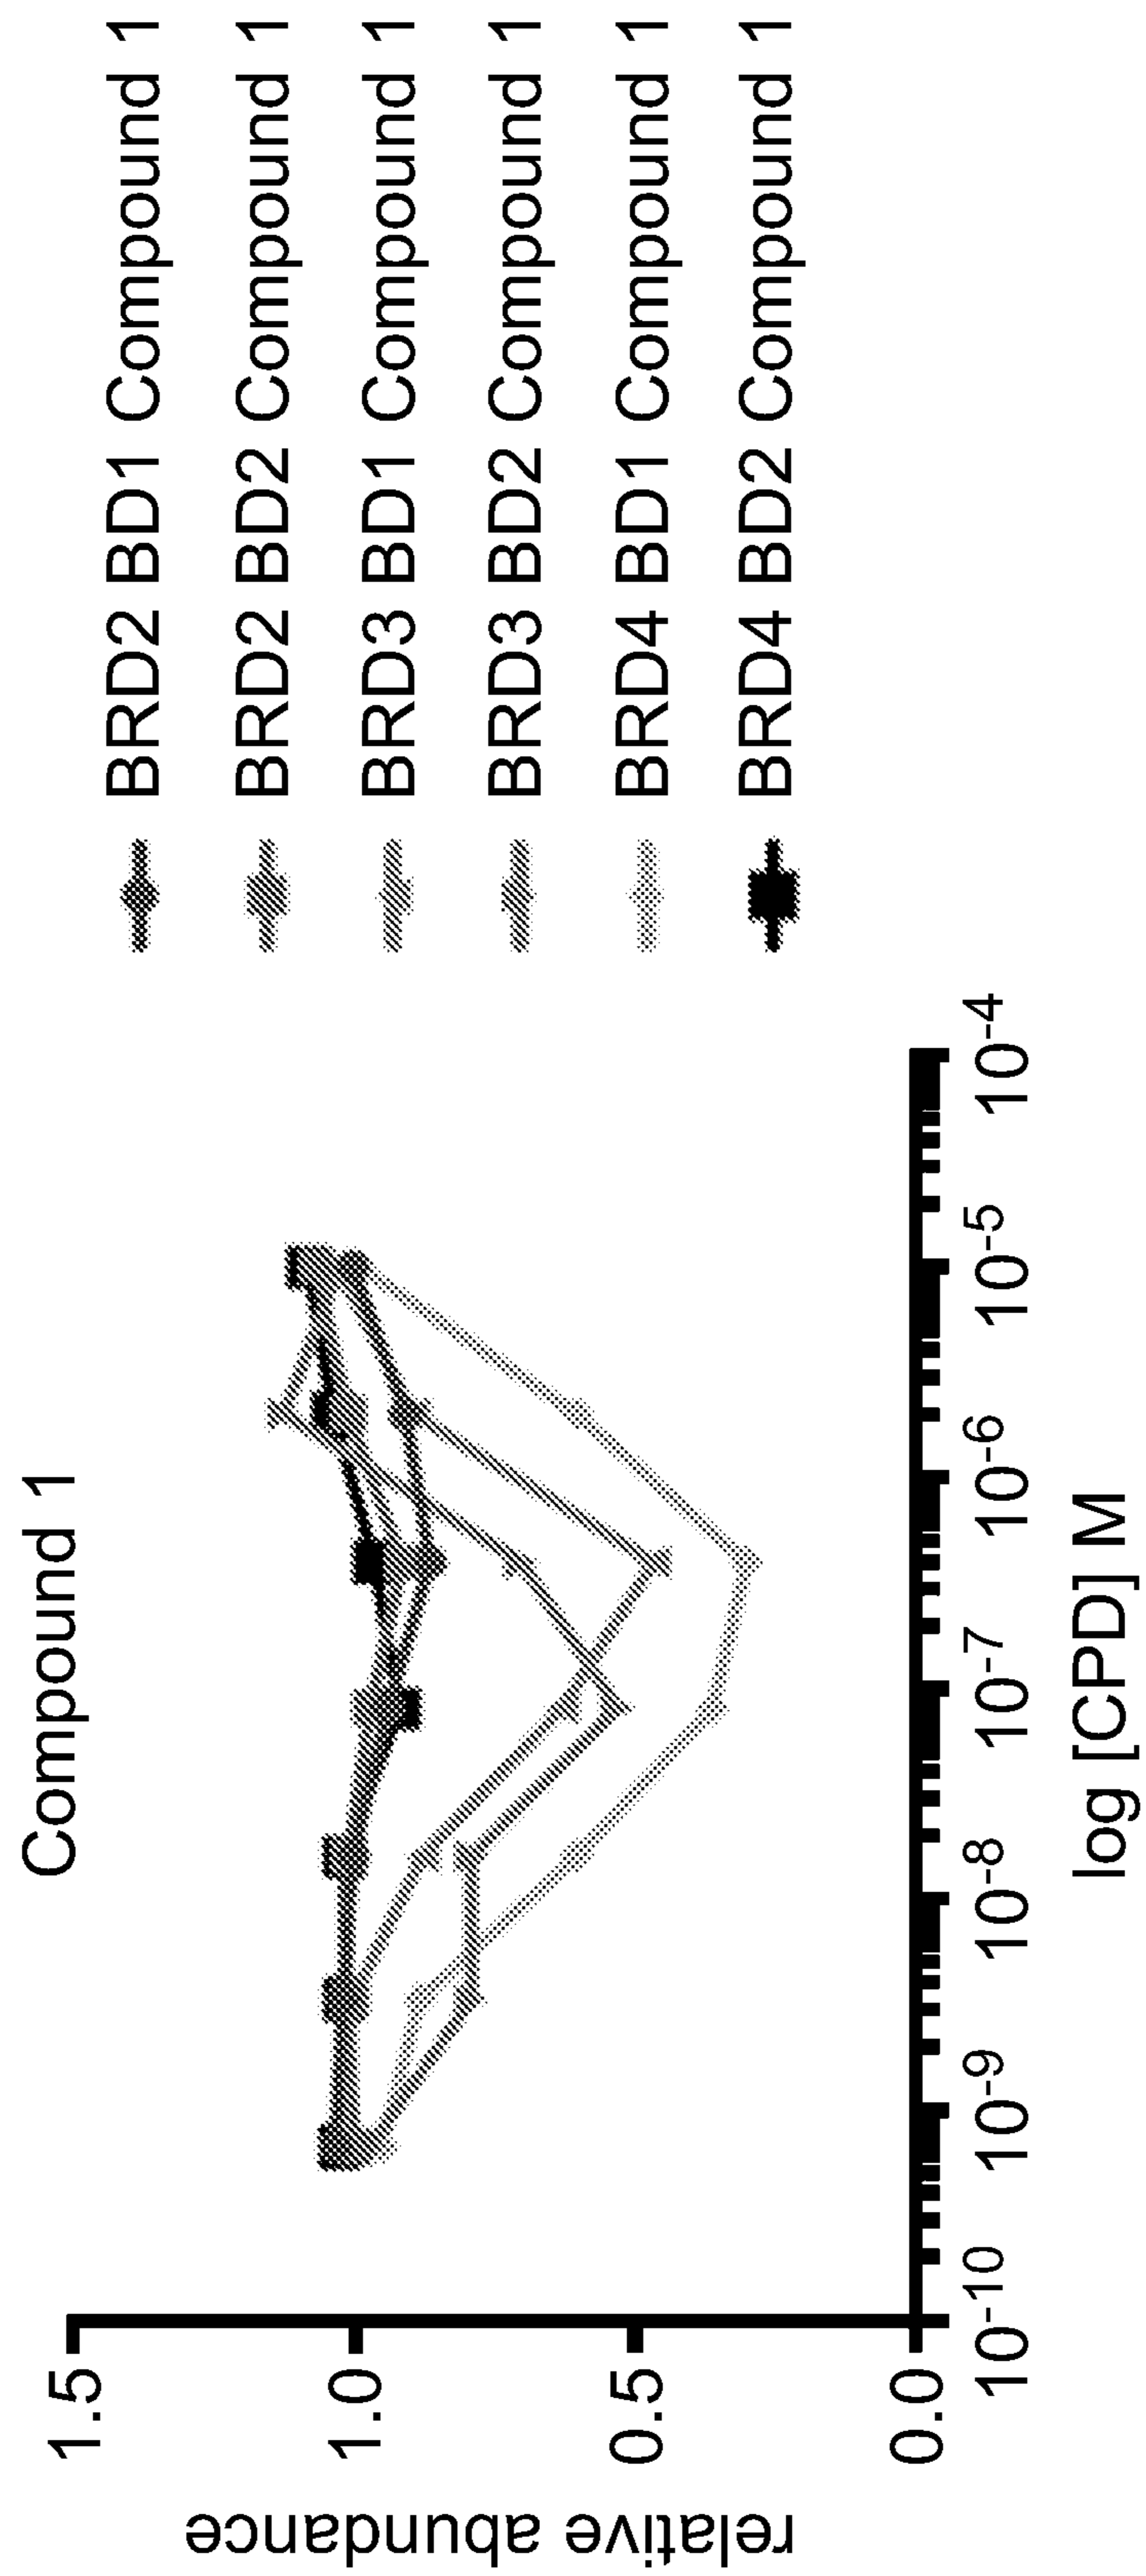 Compound 1
relative abundance
1.5
1.0
0.5
0.0
10-10
10-9
10-8
10-7
10-6
10-5
10-4
log [CPD] M
BRD2 BD1 Compound 1
BRD2 BD2 Compound 1
BRD3 BD1 Compound 1
BRD3 BD2 Compound 1
BRD4 BD1 Compound 1
BRD4 BD2 Compound 1